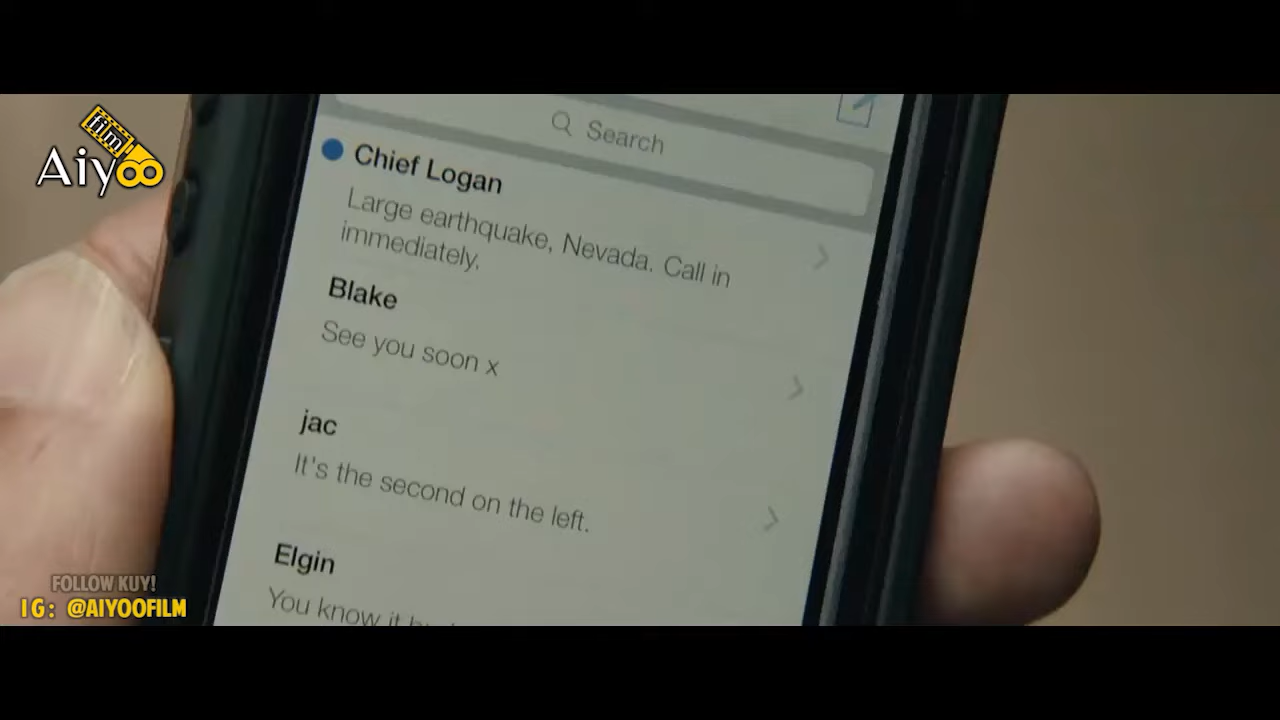 film
Aiyoo
Search
Chief Logan
Large earthquake, Nevada. Call in
immediately.
Blake
See you soon x
jac
It's the second on the left.
Elgin
You know it
FOLLOW KUY!
IG: @AIYOOFILM